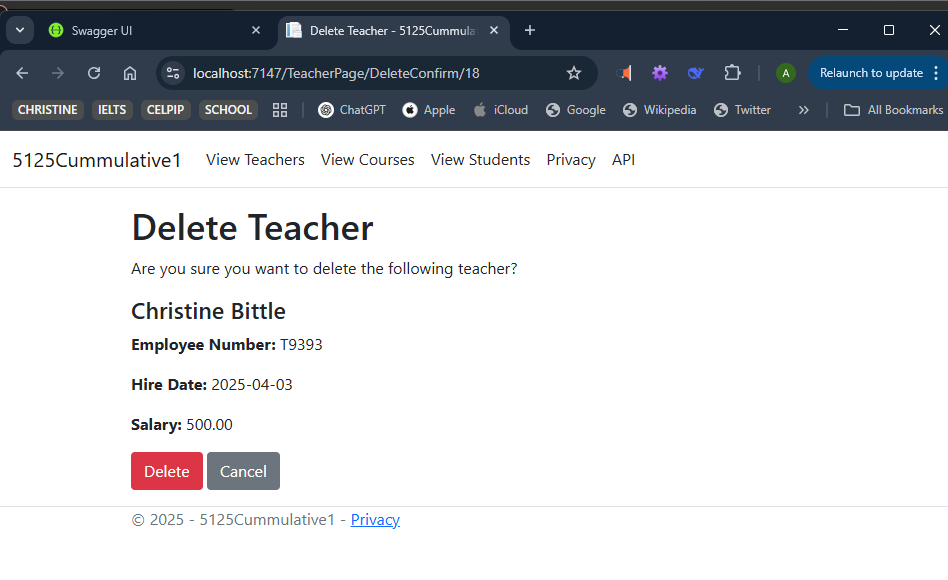 Swagger UI
Delete Teacher - 5125Cummula
localhost:7147/TeacherPage/DeleteConfirm/18
A
Relaunch to update
CHRISTINE IELTS CELPIP SCHOOL ChatGPT Apple iCloud Google Wikipedia Twitter » All Bookmarks
5125Cummulative1 View Teachers View Courses View Students Privacy API
Delete Teacher
Are you sure you want to delete the following teacher?
Christine Bittle
Employee Number: T9393
Hire Date: 2025-04-03
Salary: 500.00
Delete Cancel
© 2025 - 5125Cummulative1 - Privacy